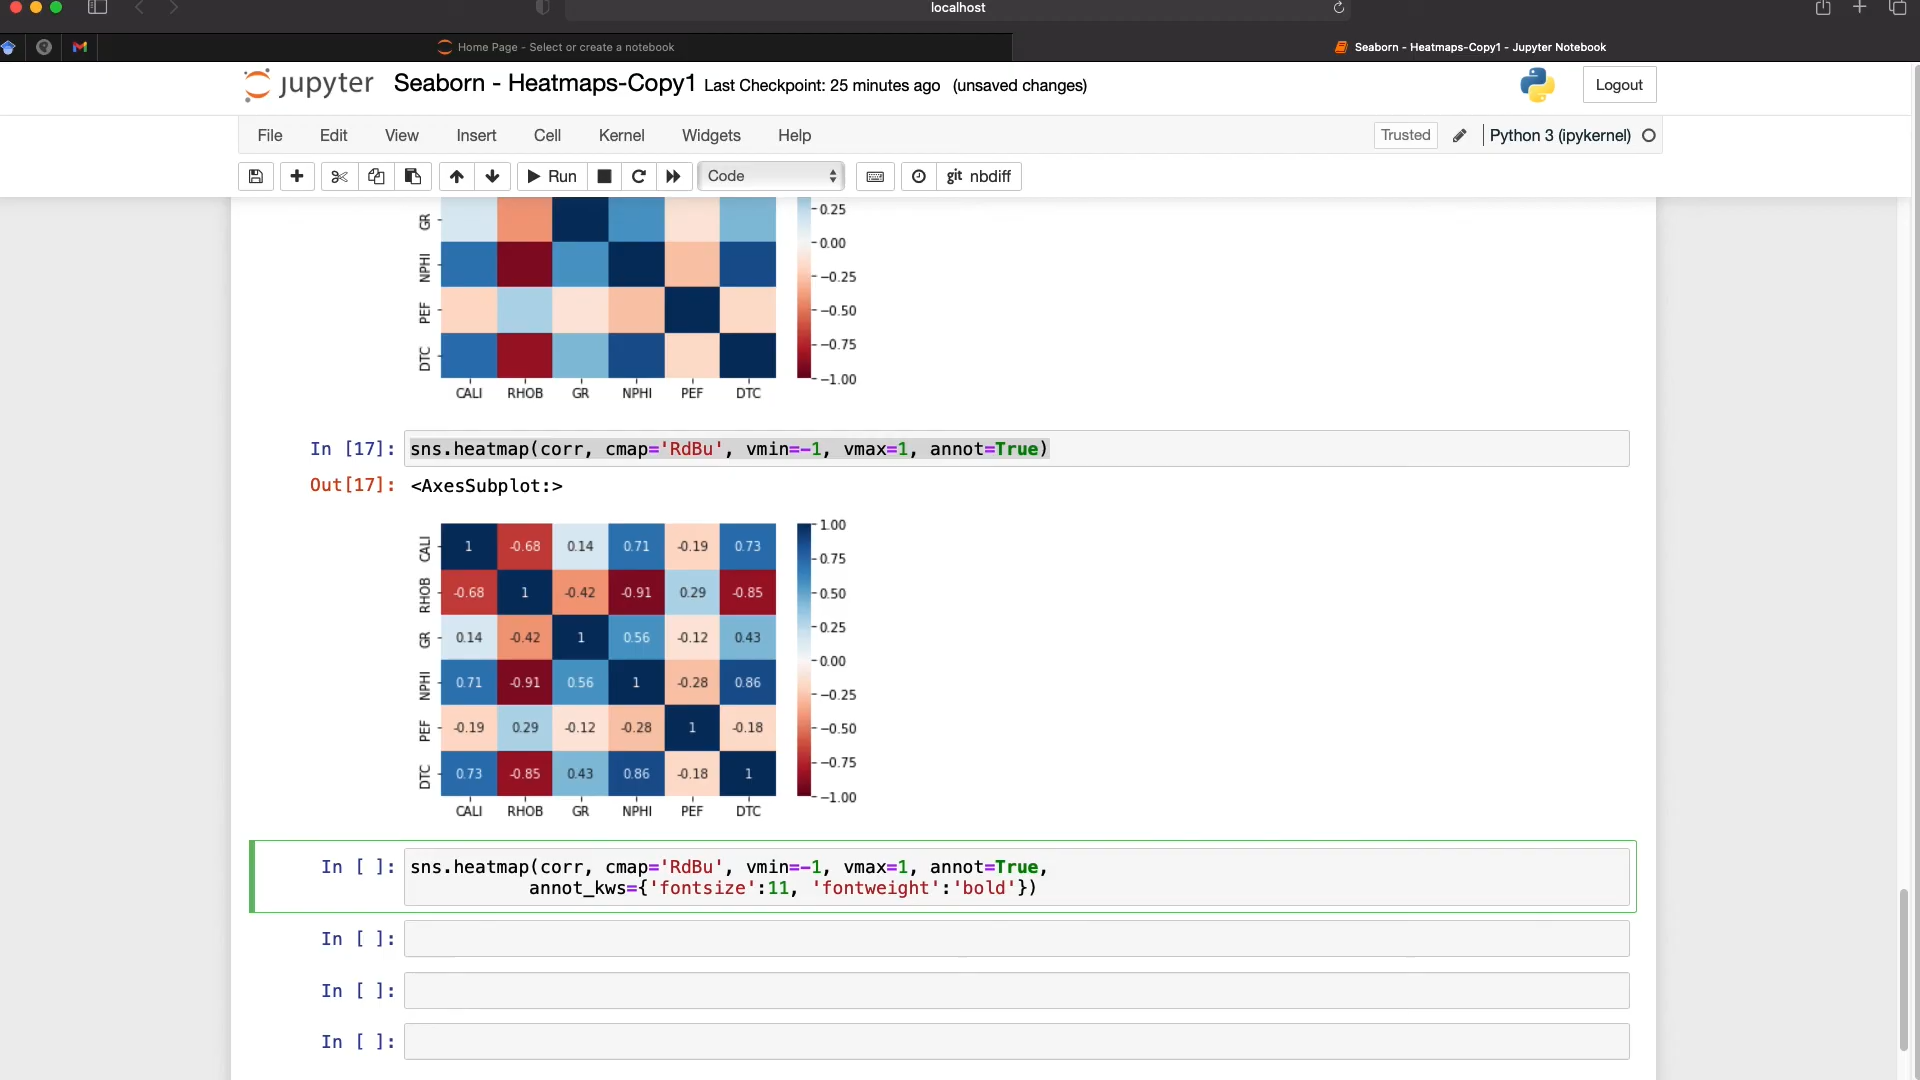 localhost
Home Page - Select or create a notebook
Seaborn - Heatmaps-Copy1 - Jupyter Notebook
jupyter Seaborn - Heatmaps-Copy1 Last Checkpoint: 25 minutes ago (unsaved changes)
Logout
File Edit View Insert Cell Kernel Widgets Help
Trusted Python 3 (ipykernel)
Run Code git nbdiff
GR
NPHI
PEF
DTC
0.25
0.00
−0.25
−0.50
−0.75
−1.00
CALI RHOB GR NPHI PEF DTC
In [17]: sns.heatmap(corr, cmap='RdBu', vmin=-1, vmax=1, annot=True)
Out[17]: <AxesSubplot:>
CALI 1 -0.68 0.14 0.71 -0.19 0.73
RHOB -0.68 1 -0.42 -0.91 0.29 -0.85
GR 0.14 -0.42 1 0.56 -0.12 0.43
NPHI 0.71 -0.91 0.56 1 -0.28 0.86
PEF -0.19 0.29 -0.12 -0.28 1 -0.18
DTC 0.73 -0.85 0.43 0.86 -0.18 1
CALI RHOB GR NPHI PEF DTC
1.00
0.75
0.50
0.25
0.00
−0.25
−0.50
−0.75
−1.00
In [ ]: sns.heatmap(corr, cmap='RdBu', vmin=-1, vmax=1, annot=True,
annot_kws={'fontsize':11, 'fontweight':'bold'})
In [ ]:
In [ ]:
In [ ]: